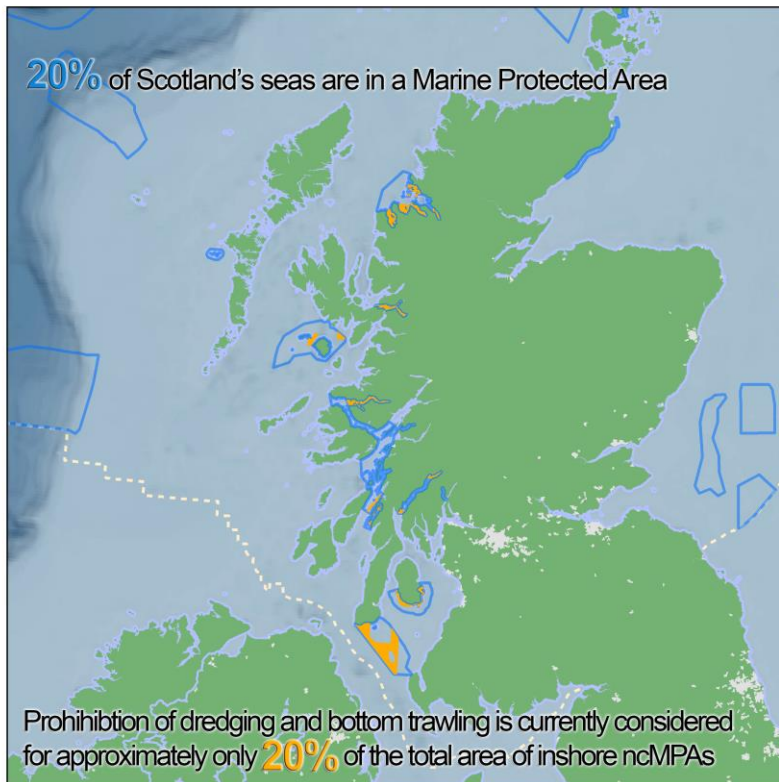 20% of Scotland's seas are in a Marine Protected Area
Prohihibtion of dredging and bottom trawling is currently considered
for approximately only 20% of the total area of inshore ncMPAs